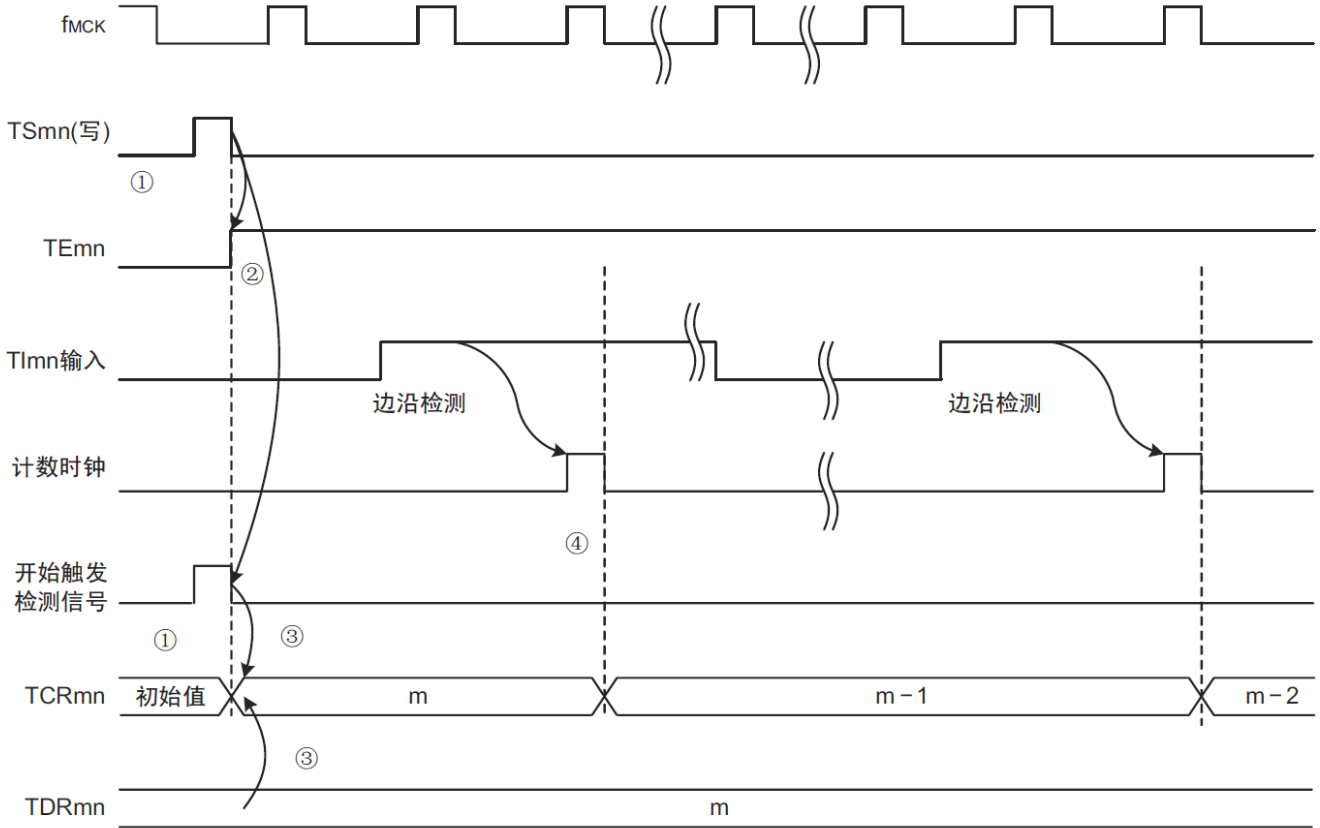 fMCK
TSmn(写)
①
TEmn
②
TImn输入
边沿检测
边沿检测
计数时钟
④
开始触发
检测信号
①
③
TCRmn
初始值
m
m－1
m－2
③
TDRmn
m